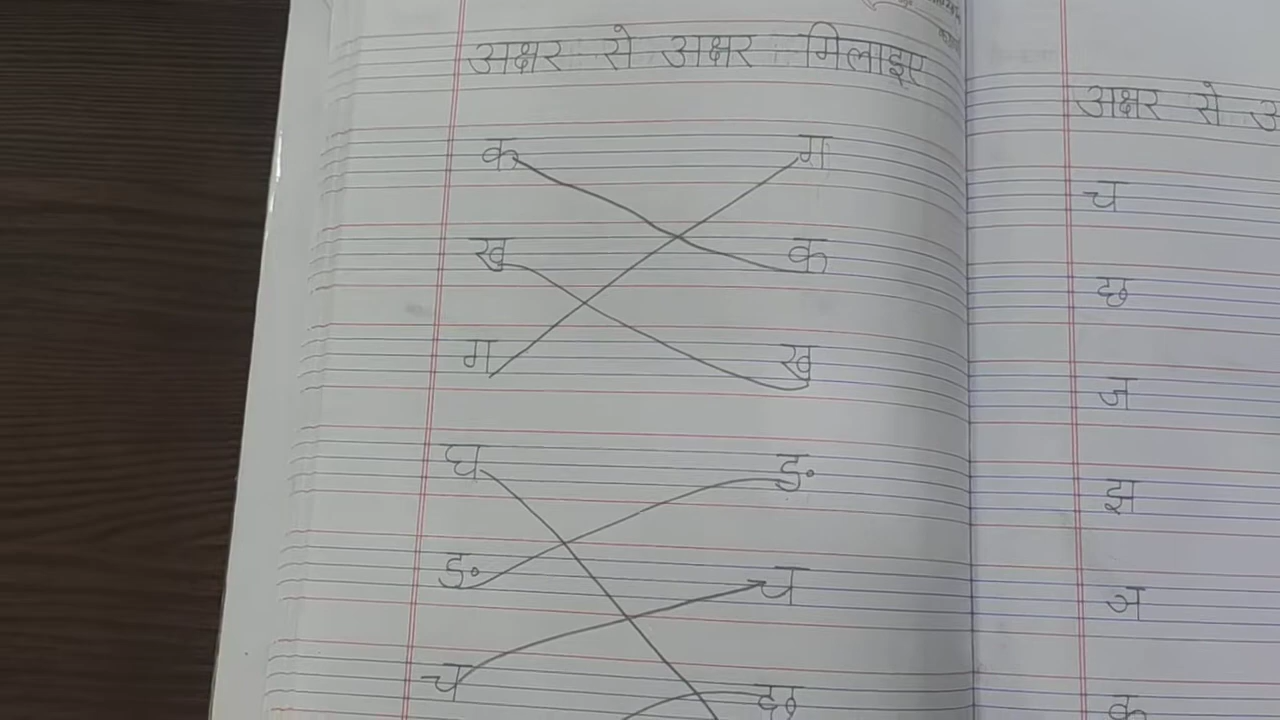 अक्षर से अक्षर मिलाइए
क ग
ख क
ग ख
घ ङ
ङ च
च छ
अक्षर से
च
छ
ज
झ
ञ
क